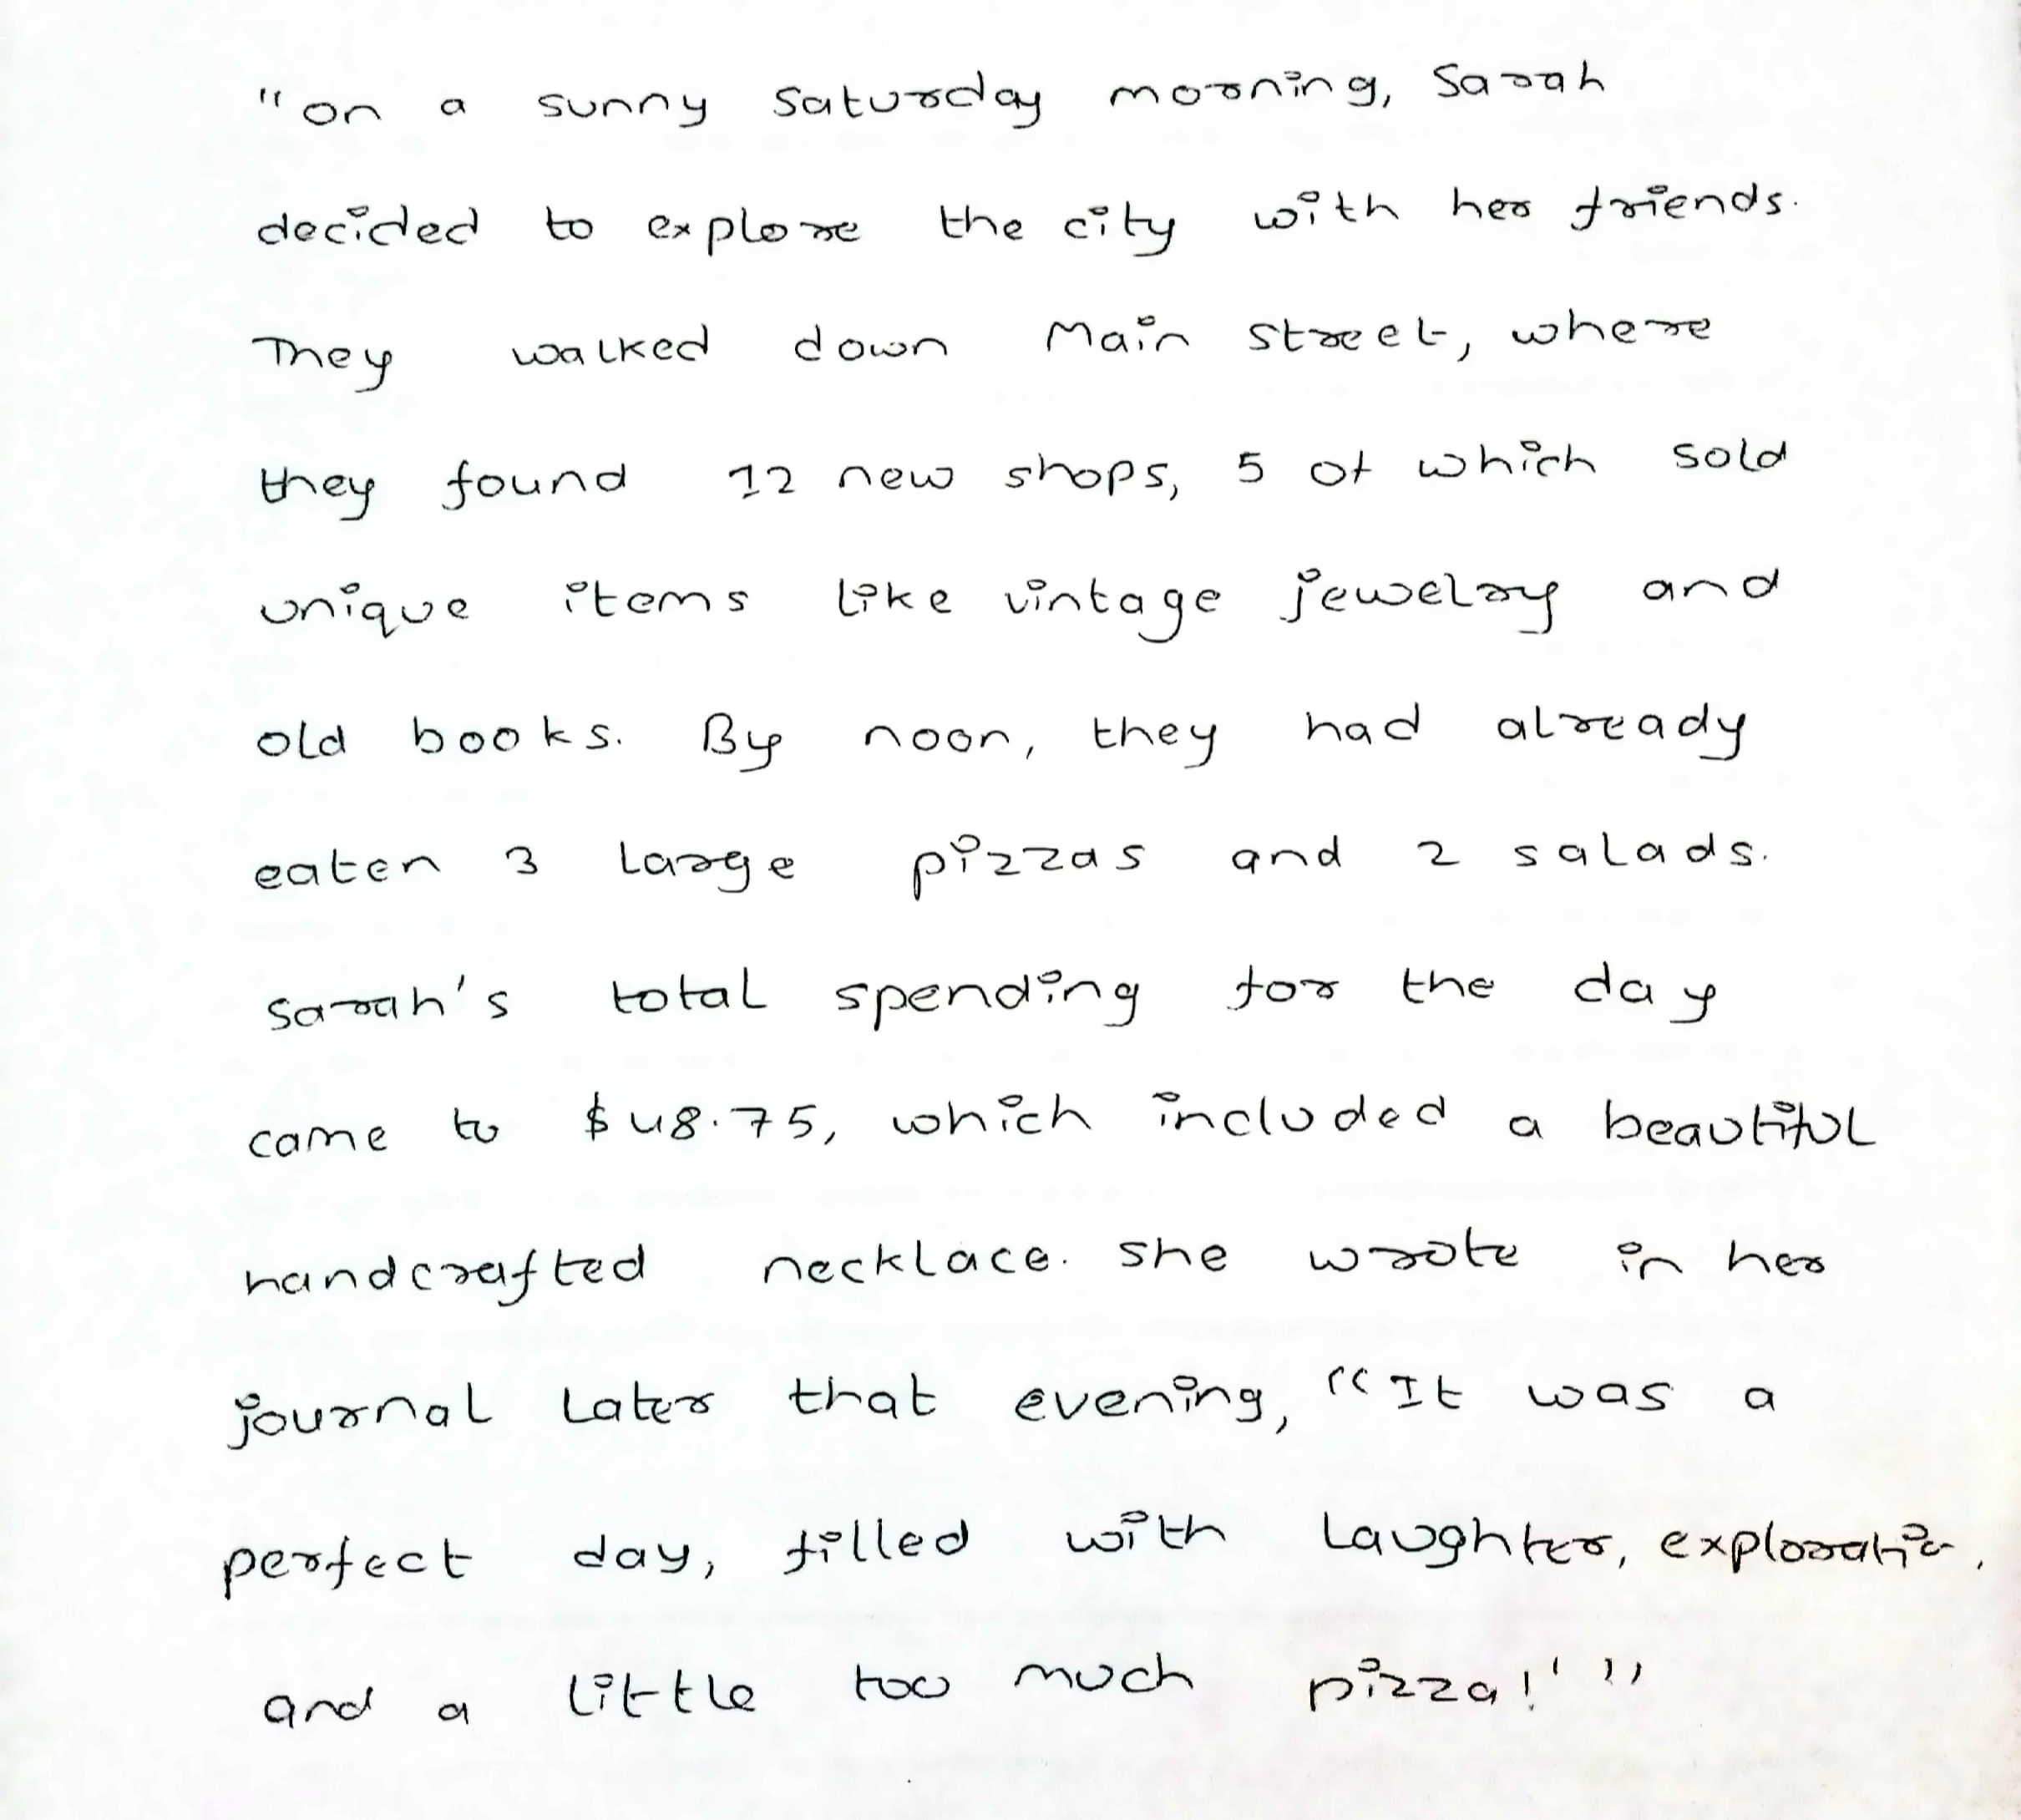 "on a sunny Saturday morning, Sarah
decided to explore the city with her friends.
They walked down Main street, where
they found 12 new shops, 5 of which sold
unique items like vintage jewelry and
old books. By noon, they had already
eaten 3 large pizzas and 2 salads.
Sarah's total spending for the day
came to $48.75, which included a beautiful
handcrafted necklace. she wrote in her
journal later that evening, "It was a
perfect day, filled with laughter, exploration,
and a little too much pizza!' "